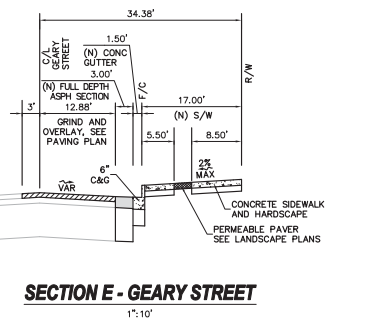 34.38'
C/L
GEARY
STREET
1.50'
(N) CONC
GUTTER
3.00'
(N) FULL DEPTH
ASPH SECTION
F/C
R/W
3'
12.88'
17.00'
(N) S/W
GRIND AND
OVERLAY, SEE
PAVING PLAN
5.50'
8.50'
6"
C&G
2%
MAX
VAR
CONCRETE SIDEWALK
AND HARDSCAPE
PERMEABLE PAVER
SEE LANDSCAPE PLANS
SECTION E - GEARY STREET
1":10'